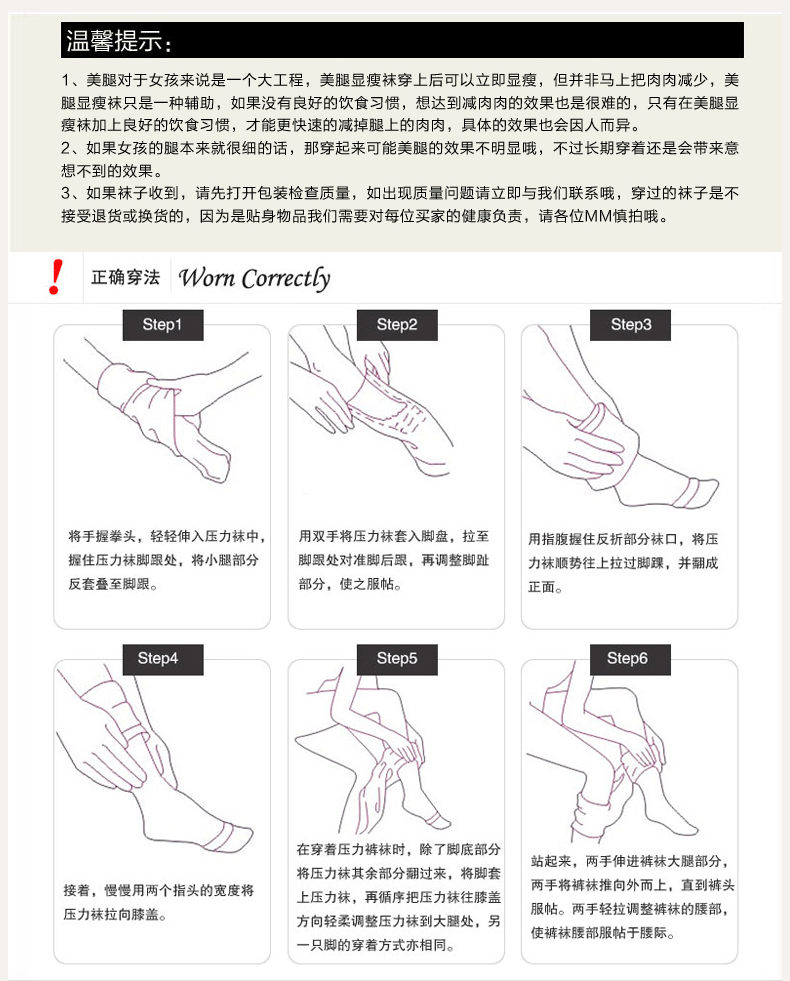 温馨提示：
1、美腿对于女孩来说是一个大工程，美腿显瘦袜穿上后可以立即显瘦，但并非马上把肉肉减少，美
腿显瘦袜只是一种辅助，如果没有良好的饮食习惯，想达到减肉肉的效果也是很难的，只有在美腿显
瘦袜加上良好的饮食习惯，才能更快速的减掉腿上的肉肉，具体的效果也会因人而异。
2、如果女孩的腿本来就很细的话，那穿起来可能美腿的效果不明显哦，不过长期穿着还是会带来意
想不到的效果。
3、如果袜子收到，请先打开包装检查质量，如出现质量问题请立即与我们联系哦，穿过的袜子是不
接受退货或换货的，因为是贴身物品我们需要对每位买家的健康负责，请各位MM慎拍哦。
! 正确穿法 Worn Correctly
Step1
将手握拳头，轻轻伸入压力袜中，
握住压力袜脚跟处，将小腿部分
反套叠至脚跟。
Step2
用双手将压力袜套入脚盘，拉至
脚跟处对准脚后跟，再调整脚趾
部分，使之服帖。
Step3
用指腹握住反折部分袜口，将压
力袜顺势往上拉过脚踝，并翻成
正面。
Step4
接着，慢慢用两个指头的宽度将
压力袜拉向膝盖。
Step5
在穿着压力裤袜时，除了脚底部分
将压力袜其余部分翻过来，将脚套
上压力袜，再循序把压力袜往膝盖
方向轻柔调整压力袜到大腿处，另
一只脚的穿着方式亦相同。
Step6
站起来，两手伸进裤袜大腿部分，
两手将裤袜推向外而上，直到裤头
服帖。两手轻拉调整裤袜的腰部，
使裤袜腰部服帖于腰际。